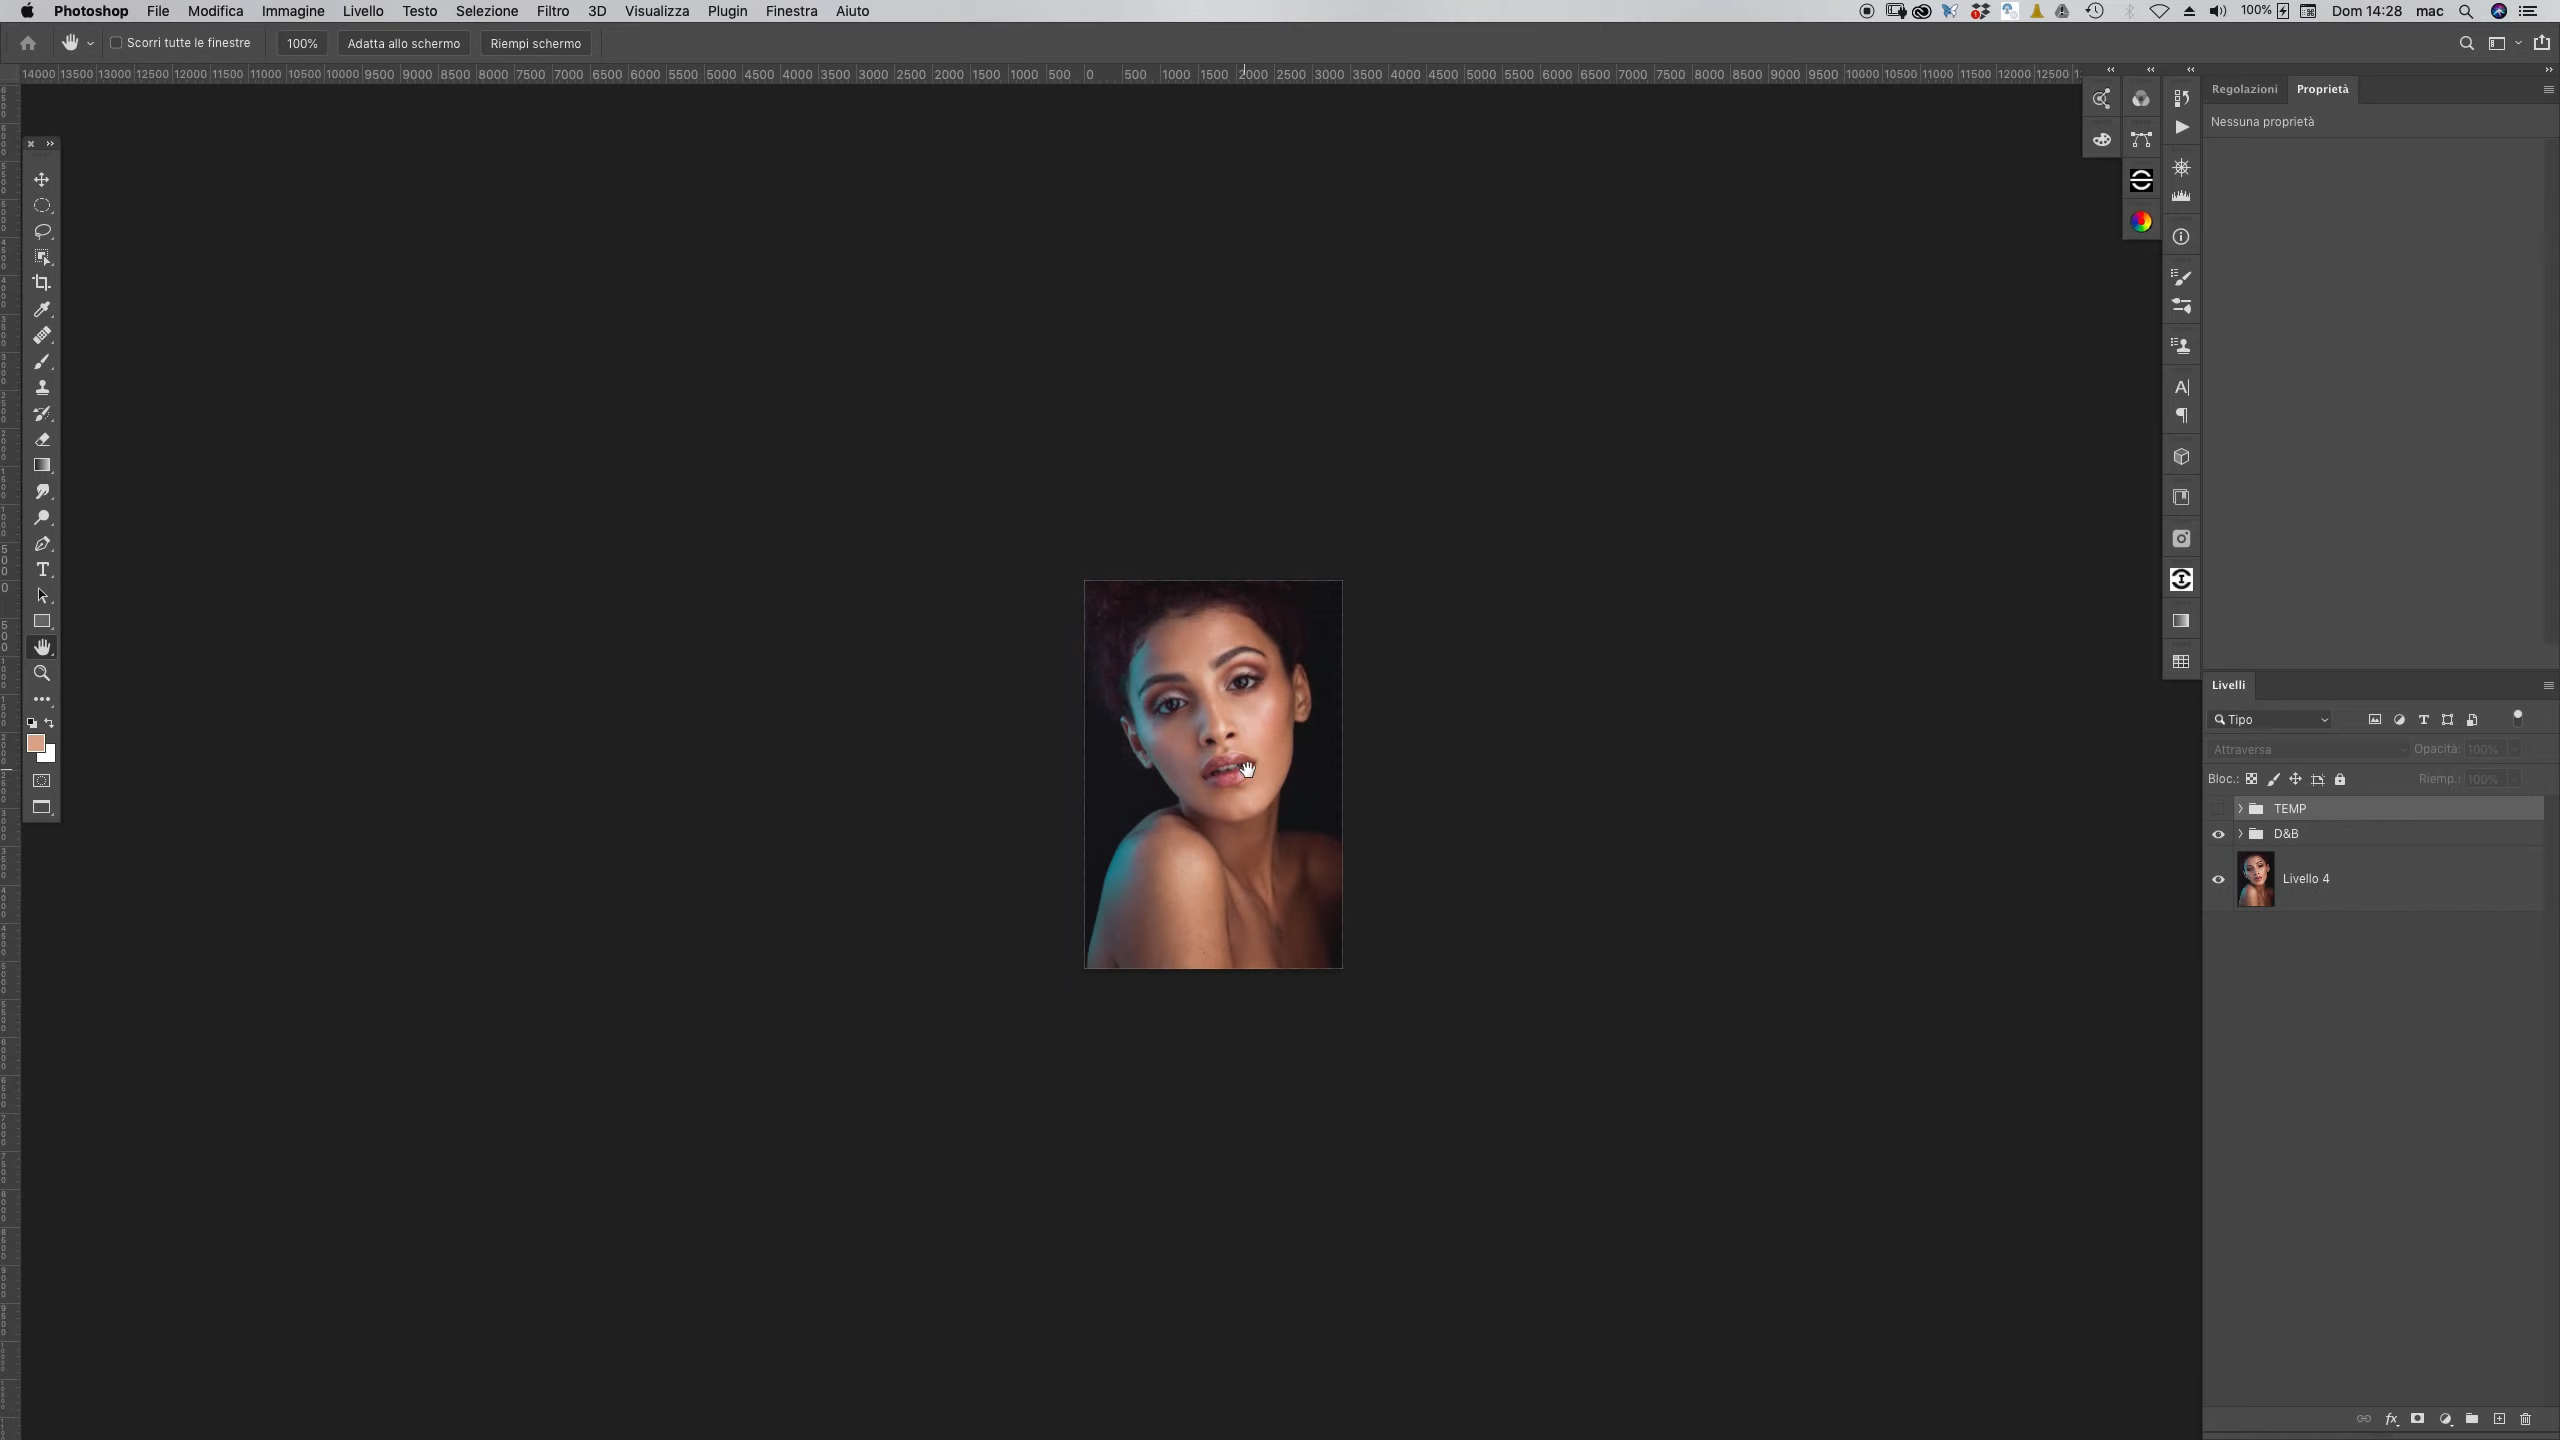 Photoshop File Modifica Immagine Livello Testo Selezione Filtro 3D Visualizza Plugin Finestra Aiuto 100% Dom 14:28 mac
Scorri tutte le finestre 100% Adatta allo schermo Riempi schermo
14000 13500 13000 12500 12000 11500 11000 10500 10000 9500 9000 8500 8000 7500 7000 6500 6000 5500 5000 4500 4000 3500 3000 2500 2000 1500 1000 500 0 500 1000 1500 2000 2500 3000 3500 4000 4500 5000 5500 6000 6500 7000 7500 8000 8500 9000 9500 10000 10500 11000 11500 12000 12500
Regolazioni Proprietà
Nessuna proprietà
Livelli
Tipo
Attraversa Opacità: 100%
Bloc.: Riemp.: 100%
TEMP
D&B
Livello 4